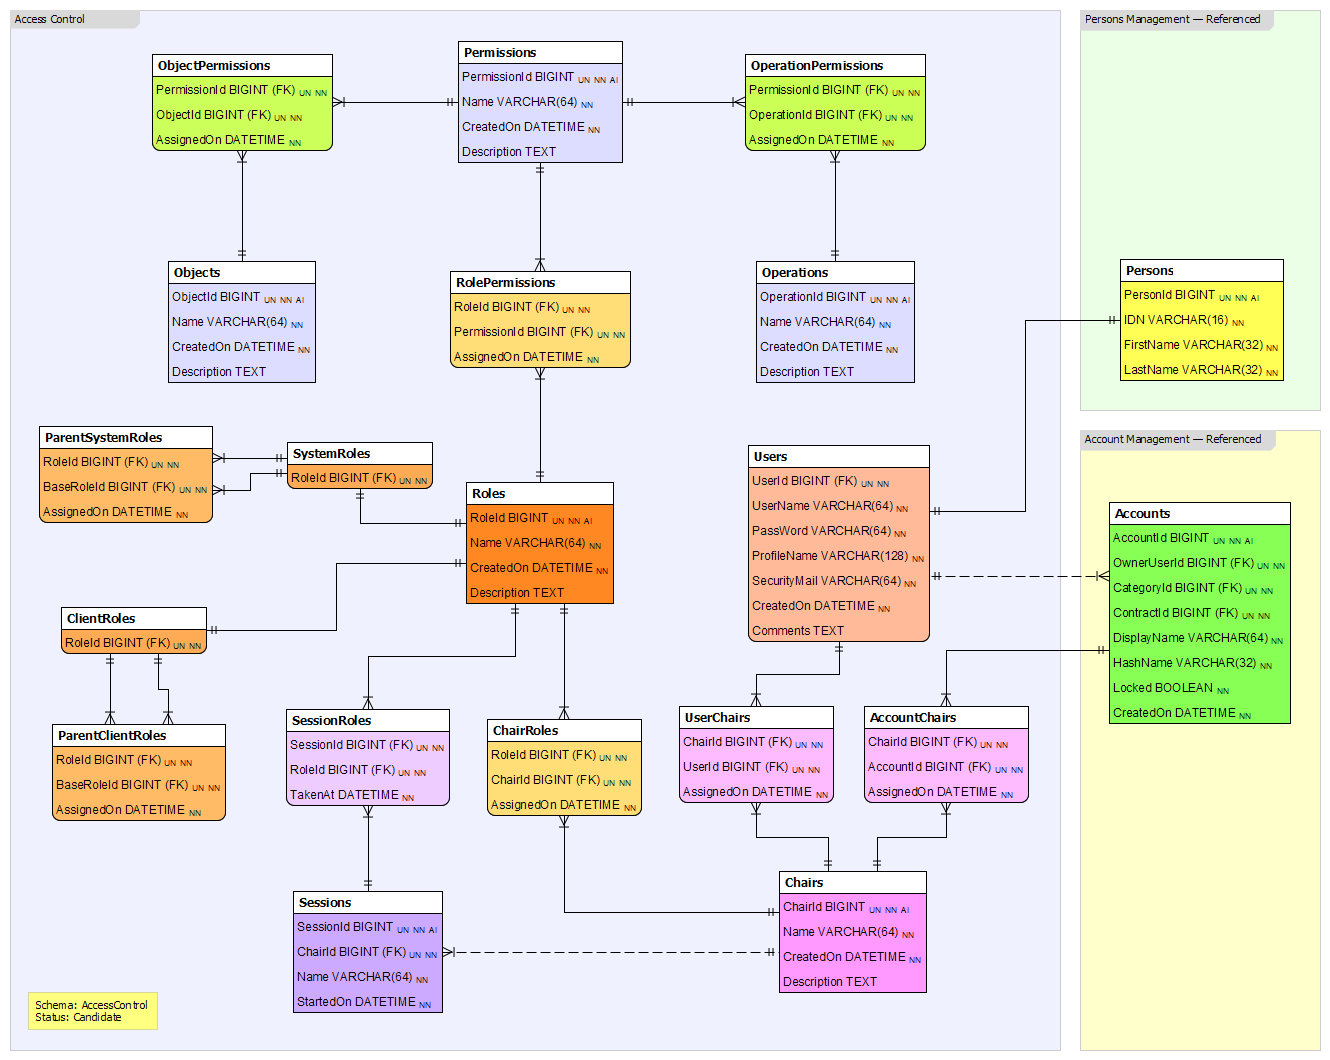 Access Control
ObjectPermissions
PermissionId BIGINT (FK) UN NN
ObjectId BIGINT (FK) UN NN
AssignedOn DATETIME NN
Permissions
PermissionId BIGINT UN NN AI
Name VARCHAR(64) NN
CreatedOn DATETIME NN
Description TEXT
OperationPermissions
PermissionId BIGINT (FK) UN NN
OperationId BIGINT (FK) UN NN
AssignedOn DATETIME NN
Objects
ObjectId BIGINT UN NN AI
Name VARCHAR(64) NN
CreatedOn DATETIME NN
Description TEXT
RolePermissions
RoleId BIGINT (FK) UN NN
PermissionId BIGINT (FK) UN NN
AssignedOn DATETIME NN
Operations
OperationId BIGINT UN NN AI
Name VARCHAR(64) NN
CreatedOn DATETIME NN
Description TEXT
ParentSystemRoles
RoleId BIGINT (FK) UN NN
BaseRoleId BIGINT (FK) UN NN
AssignedOn DATETIME NN
SystemRoles
RoleId BIGINT (FK) UN NN
Roles
RoleId BIGINT UN NN AI
Name VARCHAR(64) NN
CreatedOn DATETIME NN
Description TEXT
Users
UserId BIGINT (FK) UN NN
UserName VARCHAR(64) NN
PassWord VARCHAR(64) NN
ProfileName VARCHAR(128) NN
SecurityMail VARCHAR(64) NN
CreatedOn DATETIME NN
Comments TEXT
ClientRoles
RoleId BIGINT (FK) UN NN
ParentClientRoles
RoleId BIGINT (FK) UN NN
BaseRoleId BIGINT (FK) UN NN
AssignedOn DATETIME NN
SessionRoles
SessionId BIGINT (FK) UN NN
RoleId BIGINT (FK) UN NN
TakenAt DATETIME NN
ChairRoles
RoleId BIGINT (FK) UN NN
ChairId BIGINT (FK) UN NN
AssignedOn DATETIME NN
UserChairs
ChairId BIGINT (FK) UN NN
UserId BIGINT (FK) UN NN
AssignedOn DATETIME NN
AccountChairs
ChairId BIGINT (FK) UN NN
AccountId BIGINT (FK) UN NN
AssignedOn DATETIME NN
Sessions
SessionId BIGINT UN NN AI
ChairId BIGINT (FK) UN NN
Name VARCHAR(64) NN
StartedOn DATETIME NN
Chairs
ChairId BIGINT UN NN AI
Name VARCHAR(64) NN
CreatedOn DATETIME NN
Description TEXT
Schema: AccessControl
Status: Candidate
Persons Management — Referenced
Persons
PersonId BIGINT UN NN AI
IDN VARCHAR(16) NN
FirstName VARCHAR(32) NN
LastName VARCHAR(32) NN
Account Management — Referenced
Accounts
AccountId BIGINT UN NN AI
OwnerUserId BIGINT (FK) UN NN
CategoryId BIGINT (FK) UN NN
ContractId BIGINT (FK) UN NN
DisplayName VARCHAR(64) NN
HashName VARCHAR(32) NN
Locked BOOLEAN NN
CreatedOn DATETIME NN